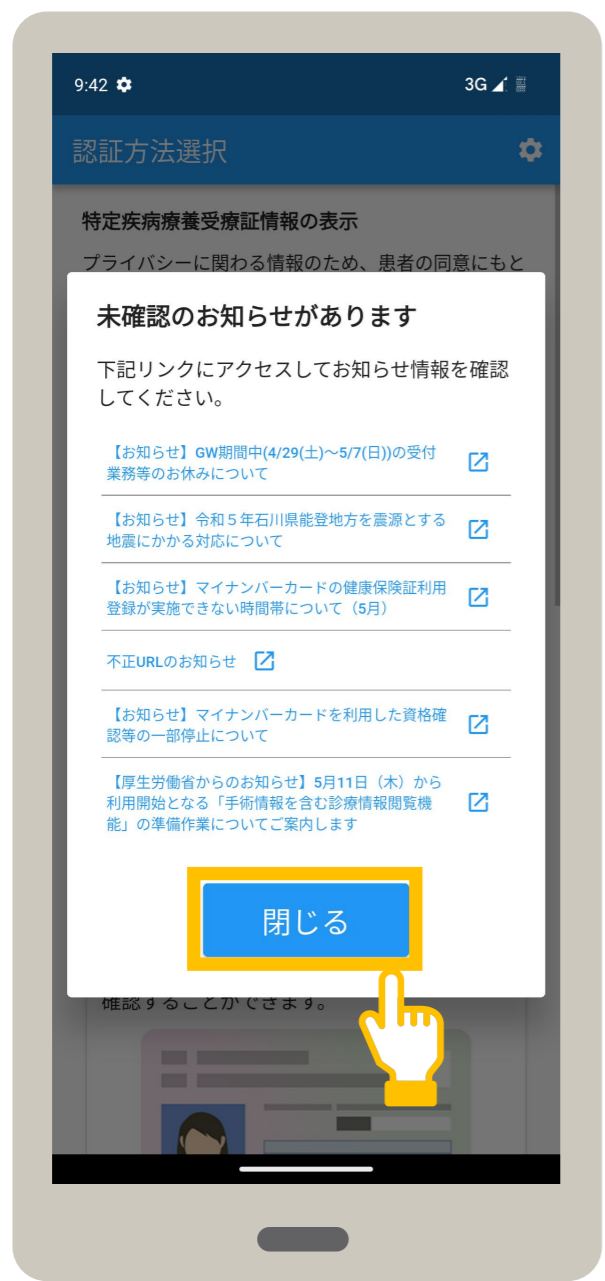 9:42
3G
認証方法選択
特定疾病療養受療証情報の表示
プライバシーに関わる情報のため、患者の同意にもと
未確認のお知らせがあります
下記リンクにアクセスしてお知らせ情報を確認
してください。
【お知らせ】GW期間中(4/29(土)～5/7(日))の受付
業務等のお休みについて
【お知らせ】令和５年石川県能登地方を震源とする
地震にかかる対応について
【お知らせ】マイナンバーカードの健康保険証利用
登録が実施できない時間帯について（5月）
不正URLのお知らせ
【お知らせ】マイナンバーカードを利用した資格確
認等の一部停止について
【厚生労働省からのお知らせ】5月11日（木）から
利用開始となる「手術情報を含む診療情報閲覧機
能」の準備作業についてご案内します
閉じる
確認することができます。